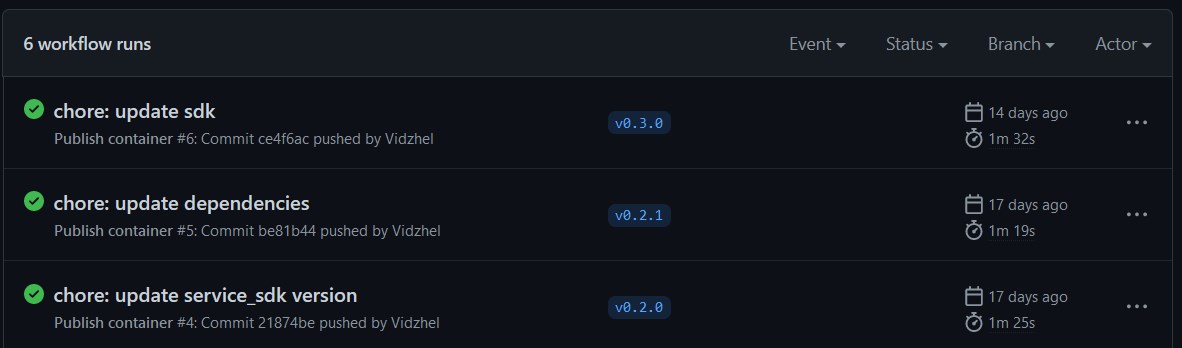 6 workflow runs
Event Status Branch Actor
chore: update sdk
Publish container #6: Commit ce4f6ac pushed by Vidzhel
v0.3.0
14 days ago
1m 32s
chore: update dependencies
Publish container #5: Commit be81b44 pushed by Vidzhel
v0.2.1
17 days ago
1m 19s
chore: update service_sdk version
Publish container #4: Commit 21874be pushed by Vidzhel
v0.2.0
17 days ago
1m 25s